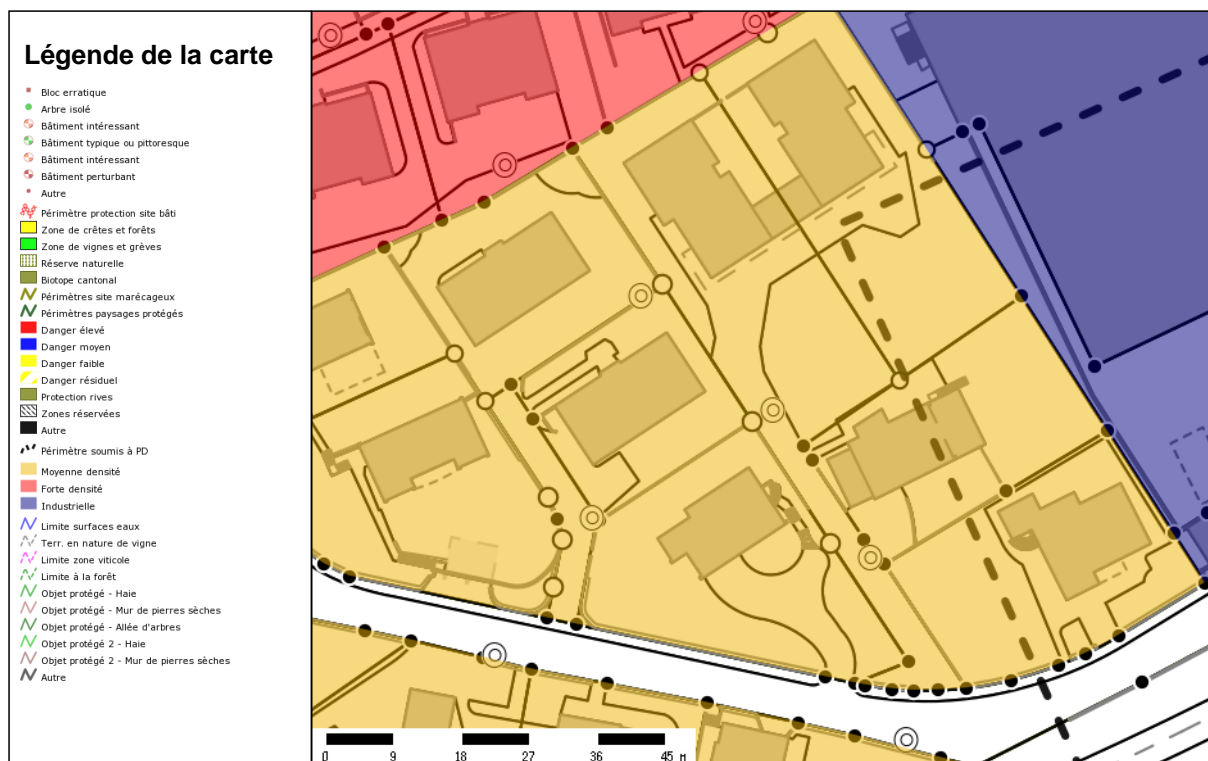 Légende de la carte
Bloc erratique
Arbre isolé
Bâtiment intéressant
Bâtiment typique ou pittoresque
Bâtiment intéressant
Bâtiment perturbant
Autre
Périmètre protection site bâti
Zone de crêtes et forêts
Zone de vignes et grèves
Réserve naturelle
Biotope cantonal
Périmètres site marécageux
Périmètres paysages protégés
Danger élevé
Danger moyen
Danger faible
Danger résiduel
Protection rives
Zones réservées
Autre
Périmètre soumis à PD
Moyenne densité
Forte densité
Industrielle
Limite surfaces eaux
Terr. en nature de vigne
Limite zone viticole
Limite à la forêt
Objet protégé - Haie
Objet protégé - Mur de pierres sèches
Objet protégé - Allée d'arbres
Objet protégé 2 - Haie
Objet protégé 2 - Mur de pierres sèches
Autre
0 9 18 27 36 45 M